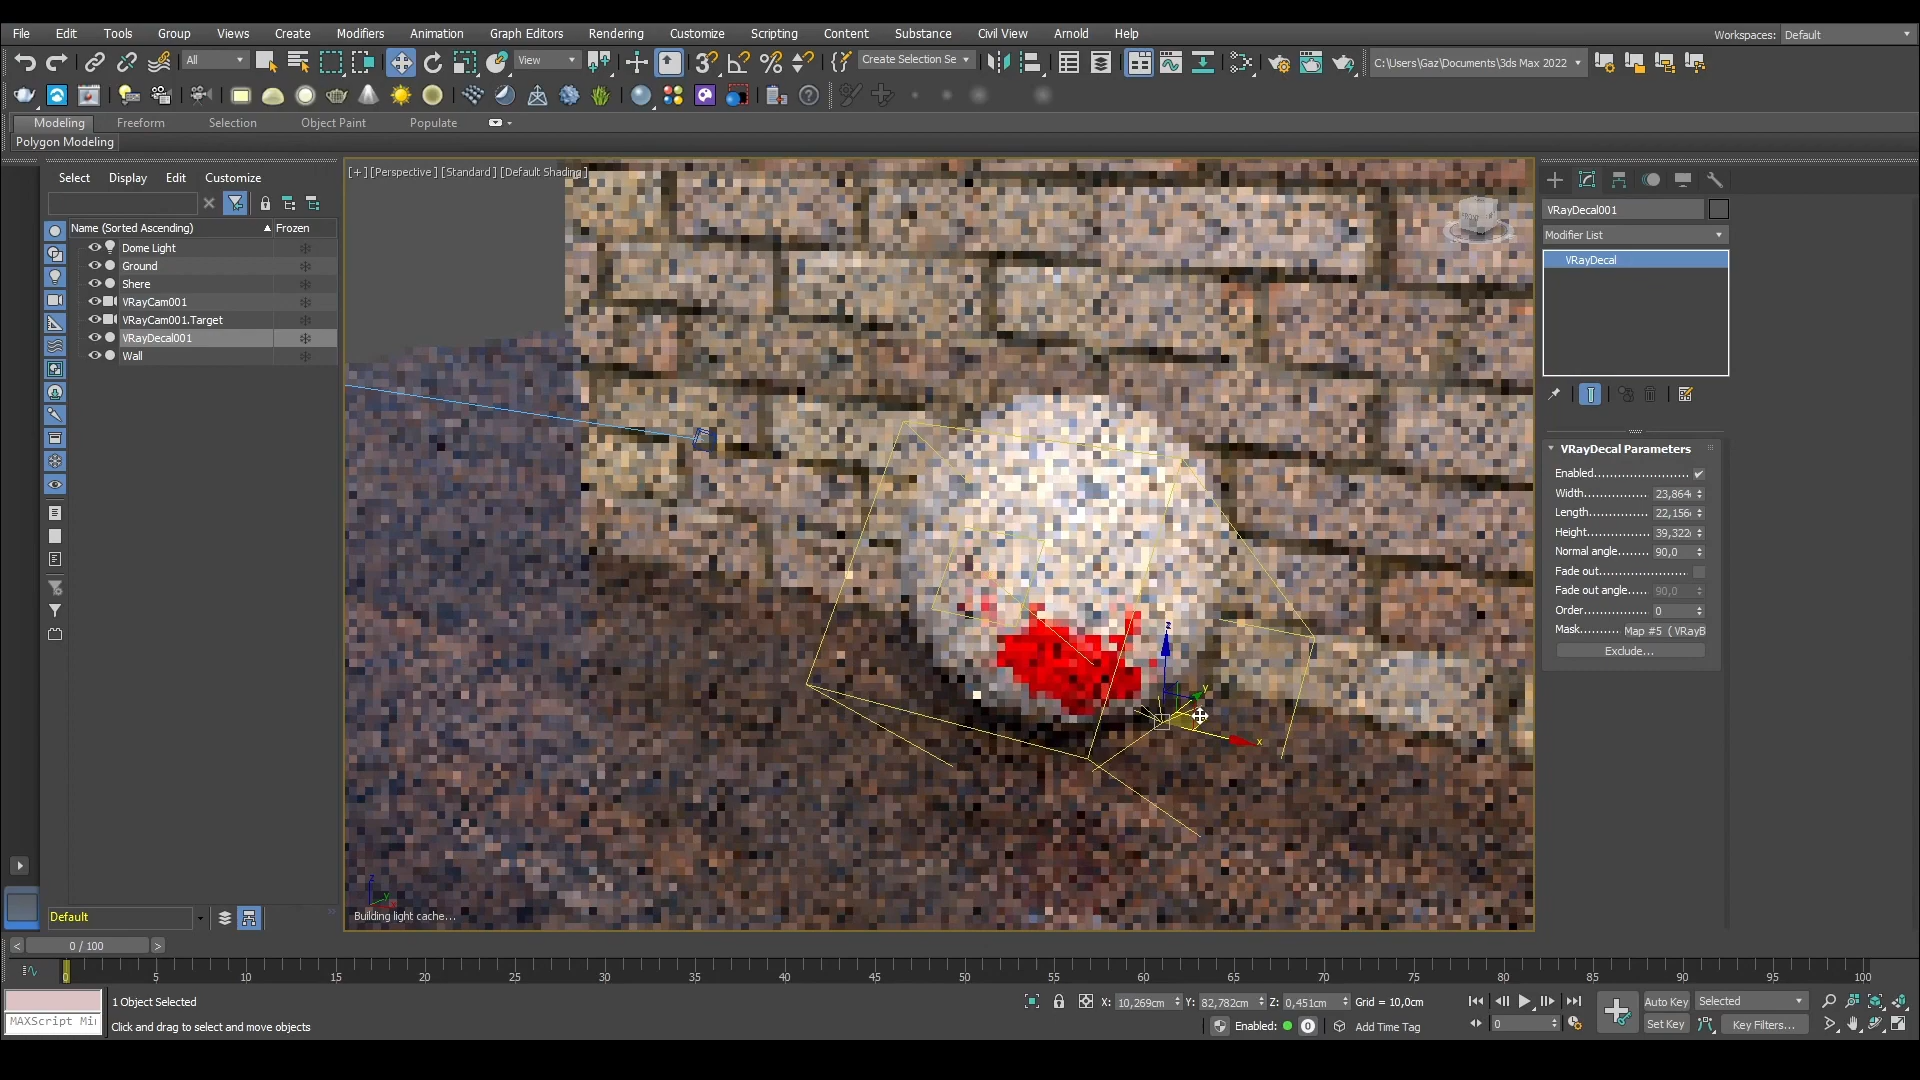 File Edit Tools Group Views Create Modifiers Animation Graph Editors Rendering Customize Scripting Content Substance Civil View Arnold Help
Workspaces: Default
All View Create Selection Se C:\Users\Gaz\Documents\3ds Max 2022
Modeling Freeform Selection Object Paint Populate
Polygon Modeling
Select Display Edit Customize
[+] [Perspective ] [Standard ] [Default Shading ]
Name (Sorted Ascending) Frozen
Dome Light
Ground
Shere
VRayCam001
VRayCam001.Target
VRayDecal001
Wall
VRayDecal001
Modifier List
VRayDecal
VRayDecal Parameters
Enabled
Width 23,864
Length 22,156
Height 39,322
Normal angle 90,0
Fade out
Fade out angle 90,0
Order 0
Mask Map #5 ( VRayB
Exclude...
z
y
x
z
y
Building light cache...
Default
< 0 / 100 >
0 5 10 15 20 25 30 35 40 45 50 55 60 65 70 75 80 85 90 95 100
1 Object Selected
MAXScript Mi
Click and drag to select and move objects
X: 10,269cm Y: 82,782cm Z: 0,451cm Grid = 10,0cm
Enabled: 0 Add Time Tag
0
Auto Key Selected
Set Key Key Filters...